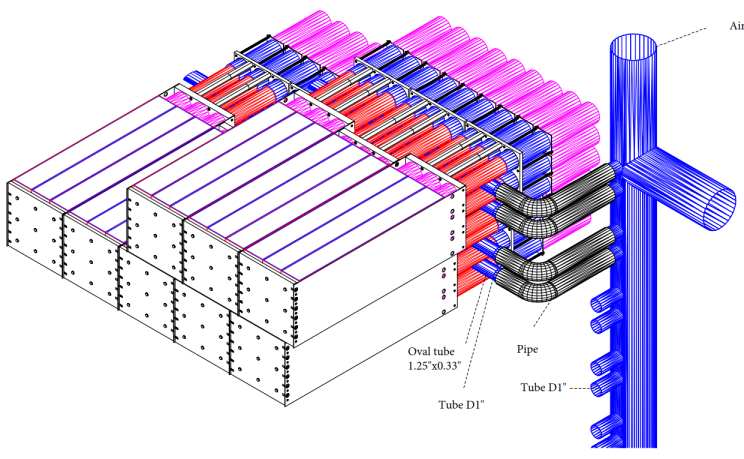 Air
Oval tube
1.25"x0.33"
Pipe
Tube D1"
Tube D1"